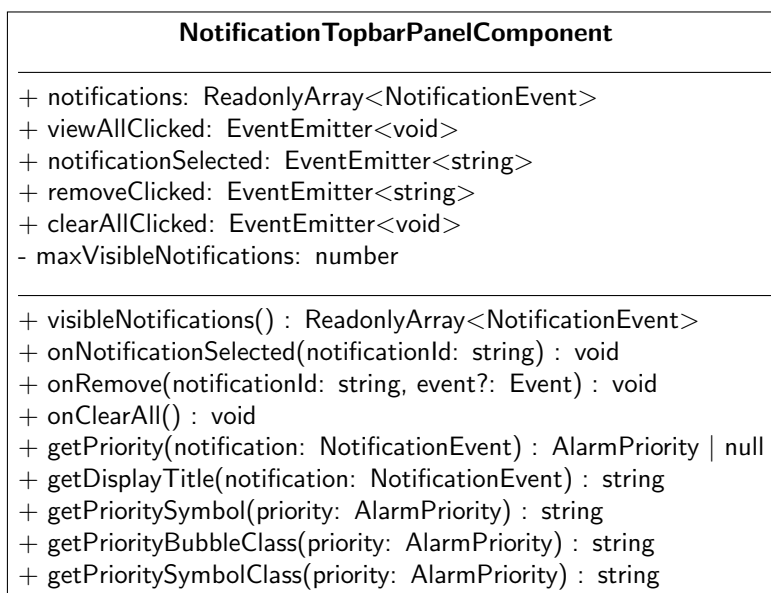 NotificationTopbarPanelComponent
+ notifications: ReadonlyArray<NotificationEvent>
+ viewAllClicked: EventEmitter<void>
+ notificationSelected: EventEmitter<string>
+ removeClicked: EventEmitter<string>
+ clearAllClicked: EventEmitter<void>
- maxVisibleNotifications: number
+ visibleNotifications() : ReadonlyArray<NotificationEvent>
+ onNotificationSelected(notificationId: string) : void
+ onRemove(notificationId: string, event?: Event) : void
+ onClearAll() : void
+ getPriority(notification: NotificationEvent) : AlarmPriority | null
+ getDisplayTitle(notification: NotificationEvent) : string
+ getPrioritySymbol(priority: AlarmPriority) : string
+ getPriorityBubbleClass(priority: AlarmPriority) : string
+ getPrioritySymbolClass(priority: AlarmPriority) : string